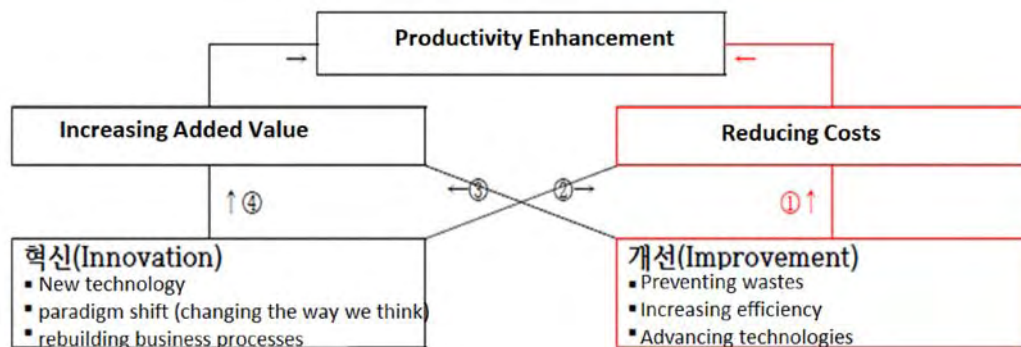 Productivity Enhancement
→ ←
Increasing Added Value
Reducing Costs
↑④ ←③ ②→ ①↑
혁신(Innovation)
▪ New technology
▪ paradigm shift (changing the way we think)
▪ rebuilding business processes
개선(Improvement)
▪ Preventing wastes
▪ Increasing efficiency
▪ Advancing technologies